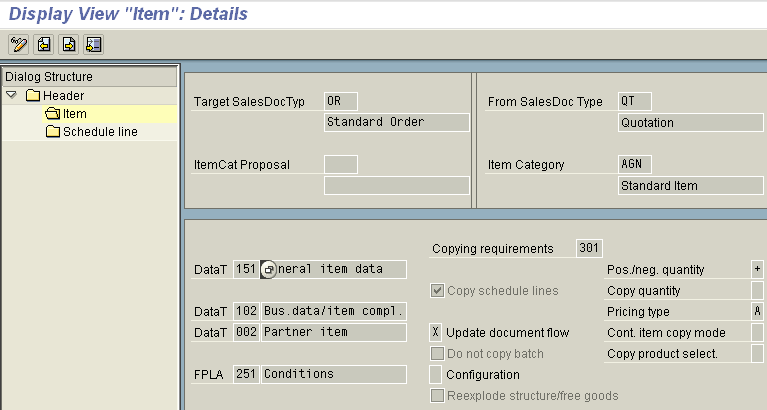 Display View "Item": Details
Dialog Structure
Header
Item
Schedule line
Target SalesDocTyp OR
Standard Order
From SalesDoc Type QT
Quotation
ItemCat Proposal
Item Category AGN
Standard Item
Copying requirements 301
DataT 151 neral item data
Pos./neg. quantity +
Copy schedule lines
Copy quantity
DataT 102 Bus.data/item compl.
Pricing type A
DataT 002 Partner item
X Update document flow
Cont. item copy mode
Do not copy batch
Copy product select.
FPLA 251 Conditions
Configuration
Reexplode structure/free goods